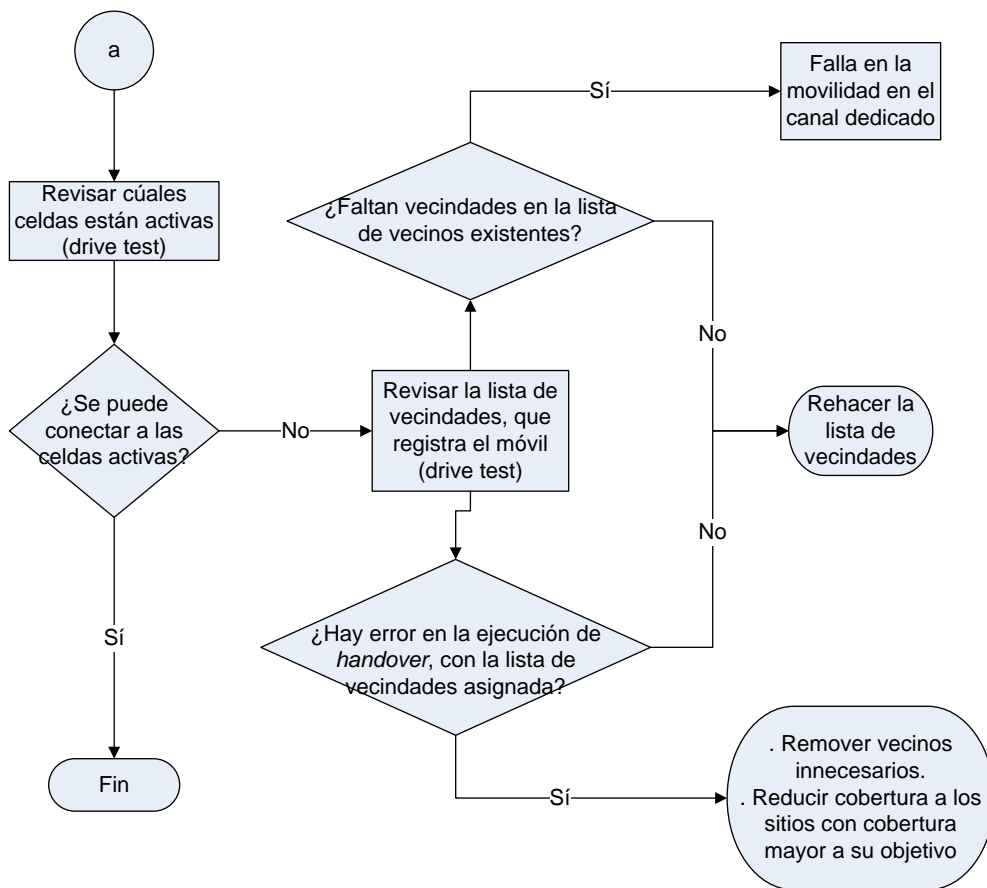 a
Revisar cúales
celdas están activas
(drive test)
¿Se puede
conectar a las
celdas activas?
Sí
Fin
No
Revisar la lista de
vecindades, que
registra el móvil
(drive test)
¿Faltan vecindades en la lista
de vecinos existentes?
Sí
Falla en la
movilidad en el
canal dedicado
No
Rehacer la
lista de
vecindades
No
¿Hay error en la ejecución de
handover, con la lista de
vecindades asignada?
Sí
. Remover vecinos
innecesarios.
. Reducir cobertura a los
sitios con cobertura
mayor a su objetivo